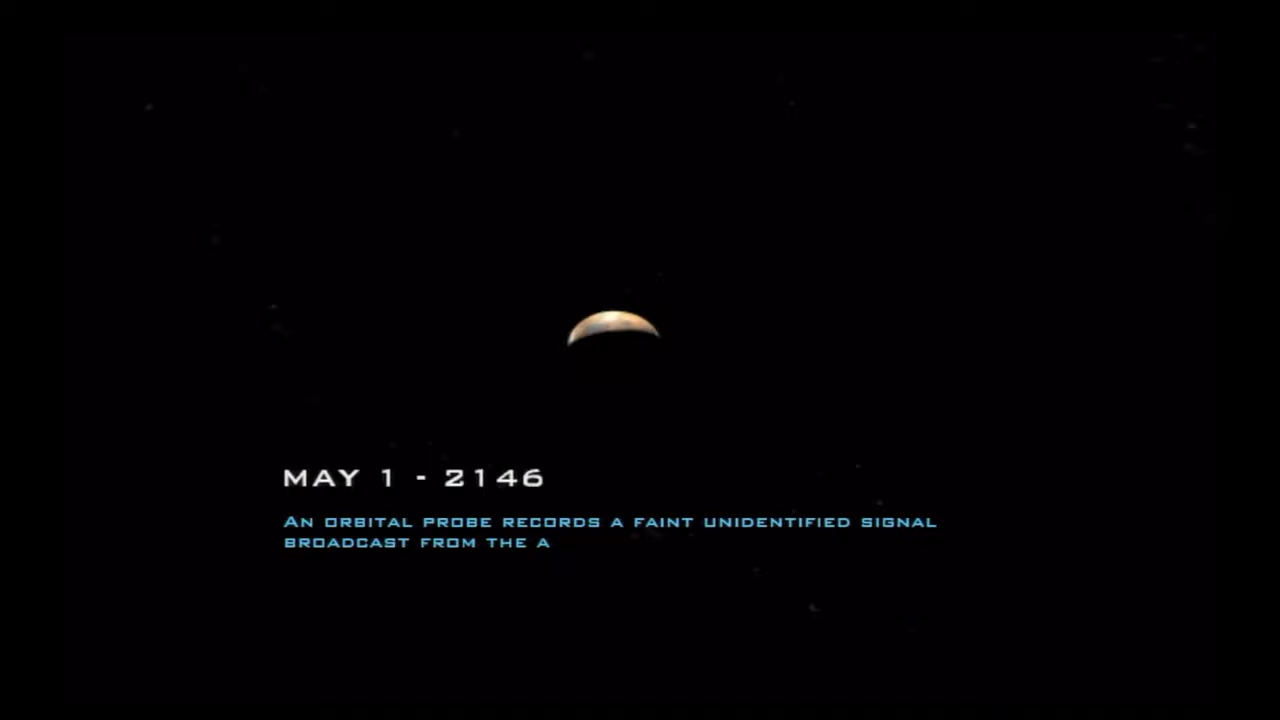 MAY 1 - 2146
An orbital probe records a faint unidentified signal
broadcast from the a